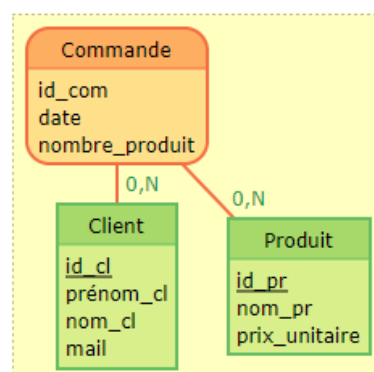 Commande
id_com
date
nombre_produit
0,N
0,N
Client
id_cl
prénom_cl
nom_cl
mail
Produit
id_pr
nom_pr
prix_unitaire